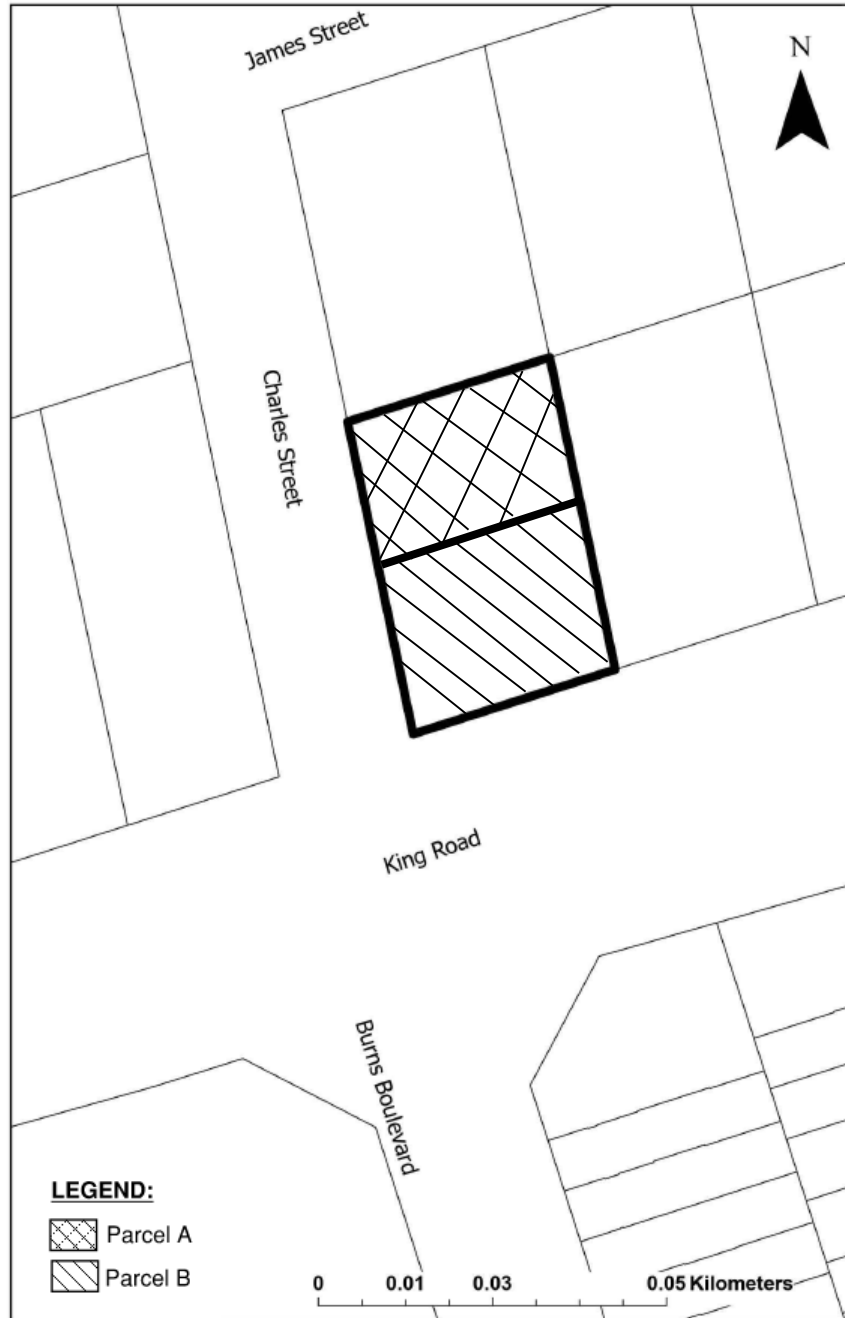 James Street
N
Charles Street
King Road
Burns Boulevard
LEGEND:
Parcel A
Parcel B
0 0.01 0.03 0.05 Kilometers